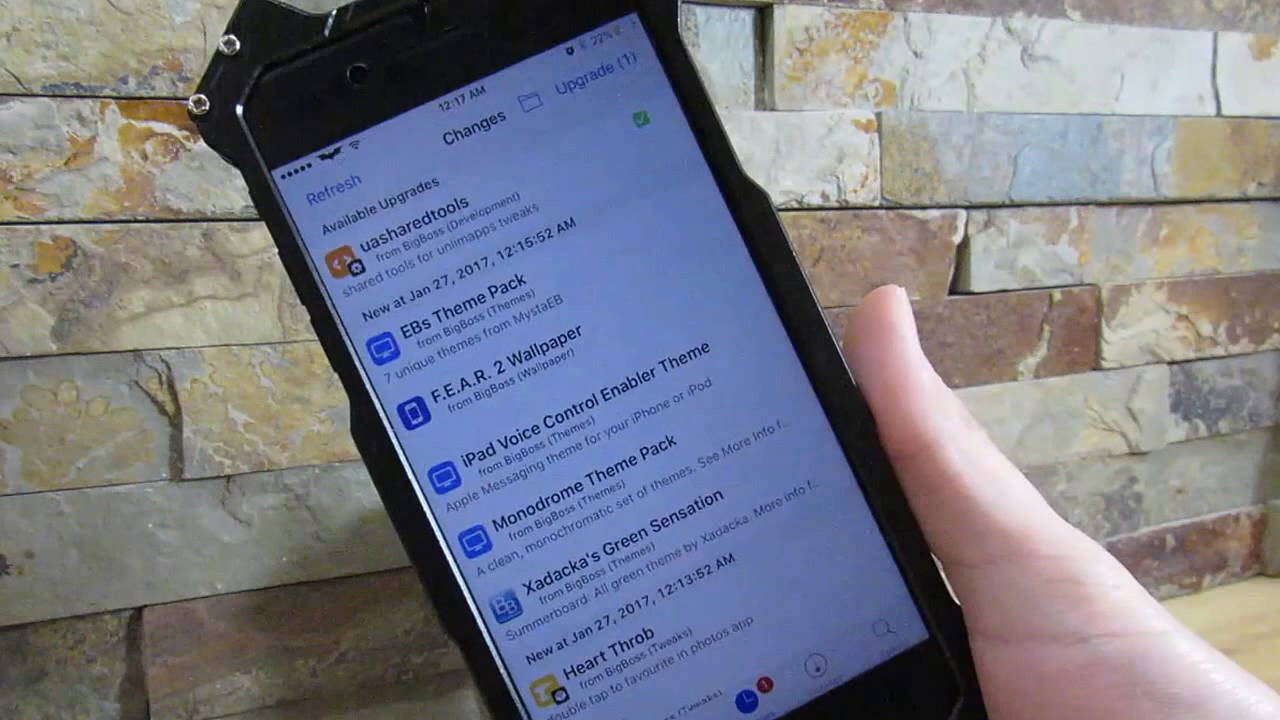 22%
12:17 AM
Refresh
Changes
Upgrade (1)
Available Upgrades
uasharedtools
from BigBoss (Development)
shared tools for unlimapps tweaks
New at Jan 27, 2017, 12:15:52 AM
EBs Theme Pack
from BigBoss (Themes)
7 unique themes from MystaEB
F.E.A.R. 2 Wallpaper
from BigBoss (Wallpaper)
iPad Voice Control Enabler Theme
from BigBoss (Themes)
Apple Messaging theme for your iPhone or iPod
Monodrome Theme Pack
from BigBoss (Themes)
A clean, monochromatic set of themes. See More Info f...
Xadacka's Green Sensation
from BigBoss (Themes)
BB
Summerboard: All green theme by Xadacka. More info f...
New at Jan 27, 2017, 12:13:52 AM
Heart Throb
from BigBoss (Tweaks)
double tap to favourite in photos app
(Tweaks)
1